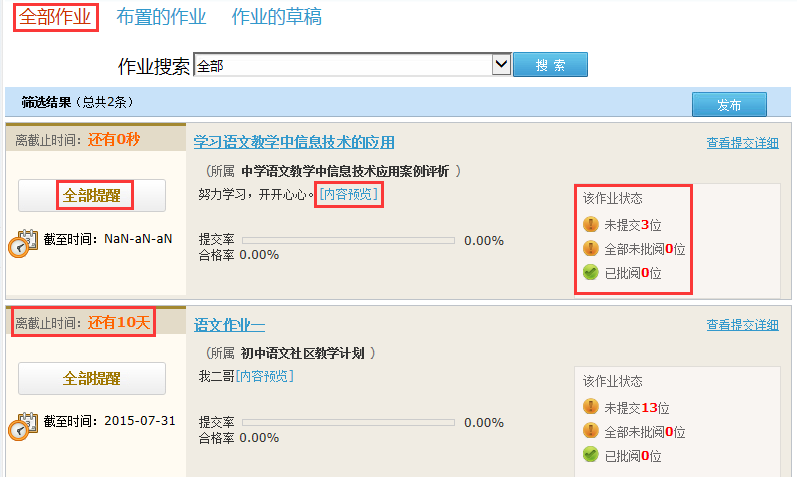 全部作业 布置的作业 作业的草稿
作业搜索 全部 搜 索
筛选结果（总共2条） 发布
离截止时间：还有0秒 学习语文教学中信息技术的应用 查看提交详细
（所属 中学语文教学中信息技术应用案例评析 ）
全部提醒 努力学习，开开心心。[内容预览] 该作业状态
未提交3位
截至时间：NaN-aN-aN 提交率 0.00% 全部未批阅0位
合格率 0.00%
已批阅0位
离截止时间：还有10天 语文作业一 查看提交详细
（所属 初中语文社区教学计划 ）
全部提醒 我二哥[内容预览] 该作业状态
未提交13位
截至时间：2015-07-31 提交率 0.00% 全部未批阅0位
合格率 0.00%
已批阅0位